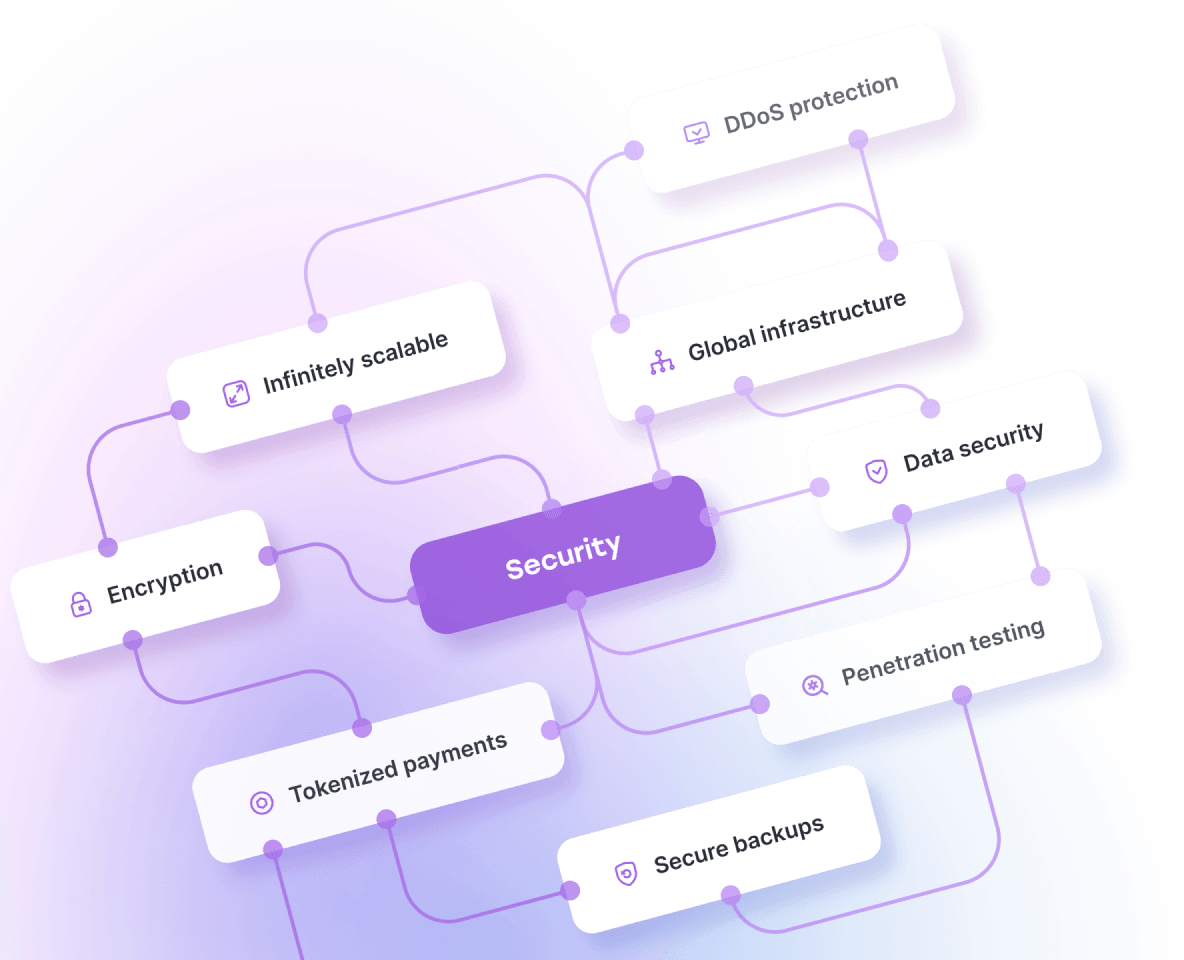 DDoS protection
Global infrastructure
Infinitely scalable
Data security
Security
Encryption
Penetration testing
Tokenized payments
Secure backups